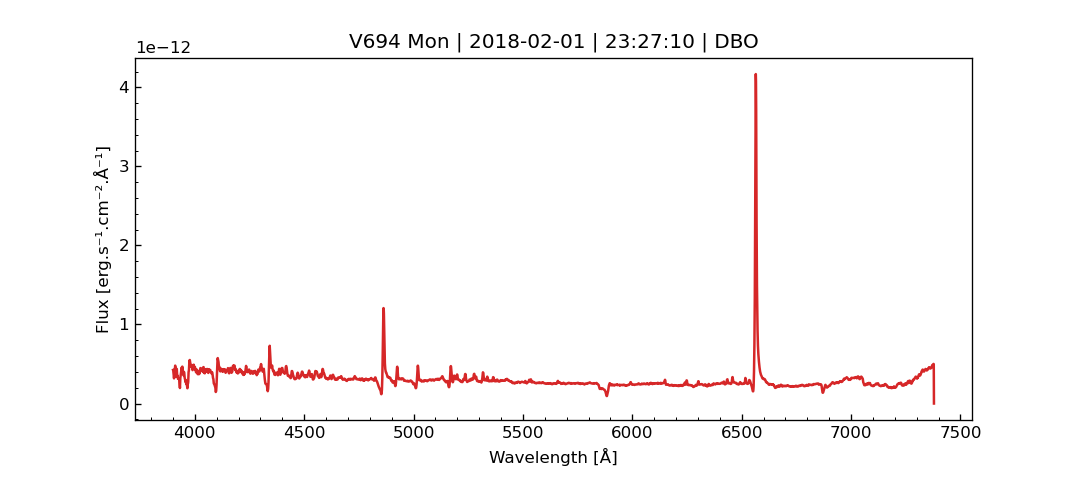 V694 Mon | 2018-02-01 | 23:27:10 | DBO
1e−12
4
3
2
1
0
Flux [erg.s⁻¹.cm⁻².Å⁻¹]
4000 4500 5000 5500 6000 6500 7000 7500
Wavelength [Å]